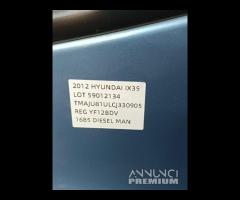 2012 HYUNDAI IX35
LOT 59012134
TMAJU81ULCJ330905
REG YF12BDV
1685 DIESEL MAN
ANNUNCI
PREMIUM